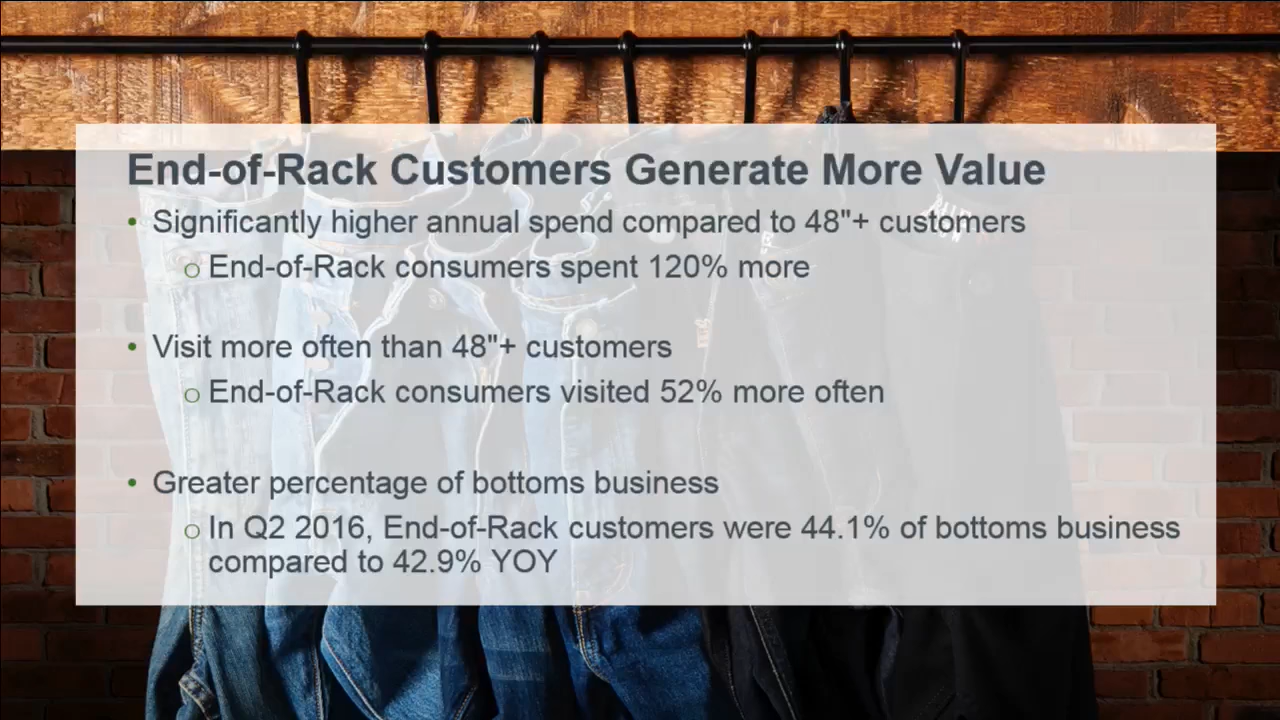 End-of-Rack Customers Generate More Value
• Significantly higher annual spend compared to 48"+ customers
o End-of-Rack consumers spent 120% more
• Visit more often than 48"+ customers
o End-of-Rack consumers visited 52% more often
• Greater percentage of bottoms business
o In Q2 2016, End-of-Rack customers were 44.1% of bottoms business
compared to 42.9% YOY